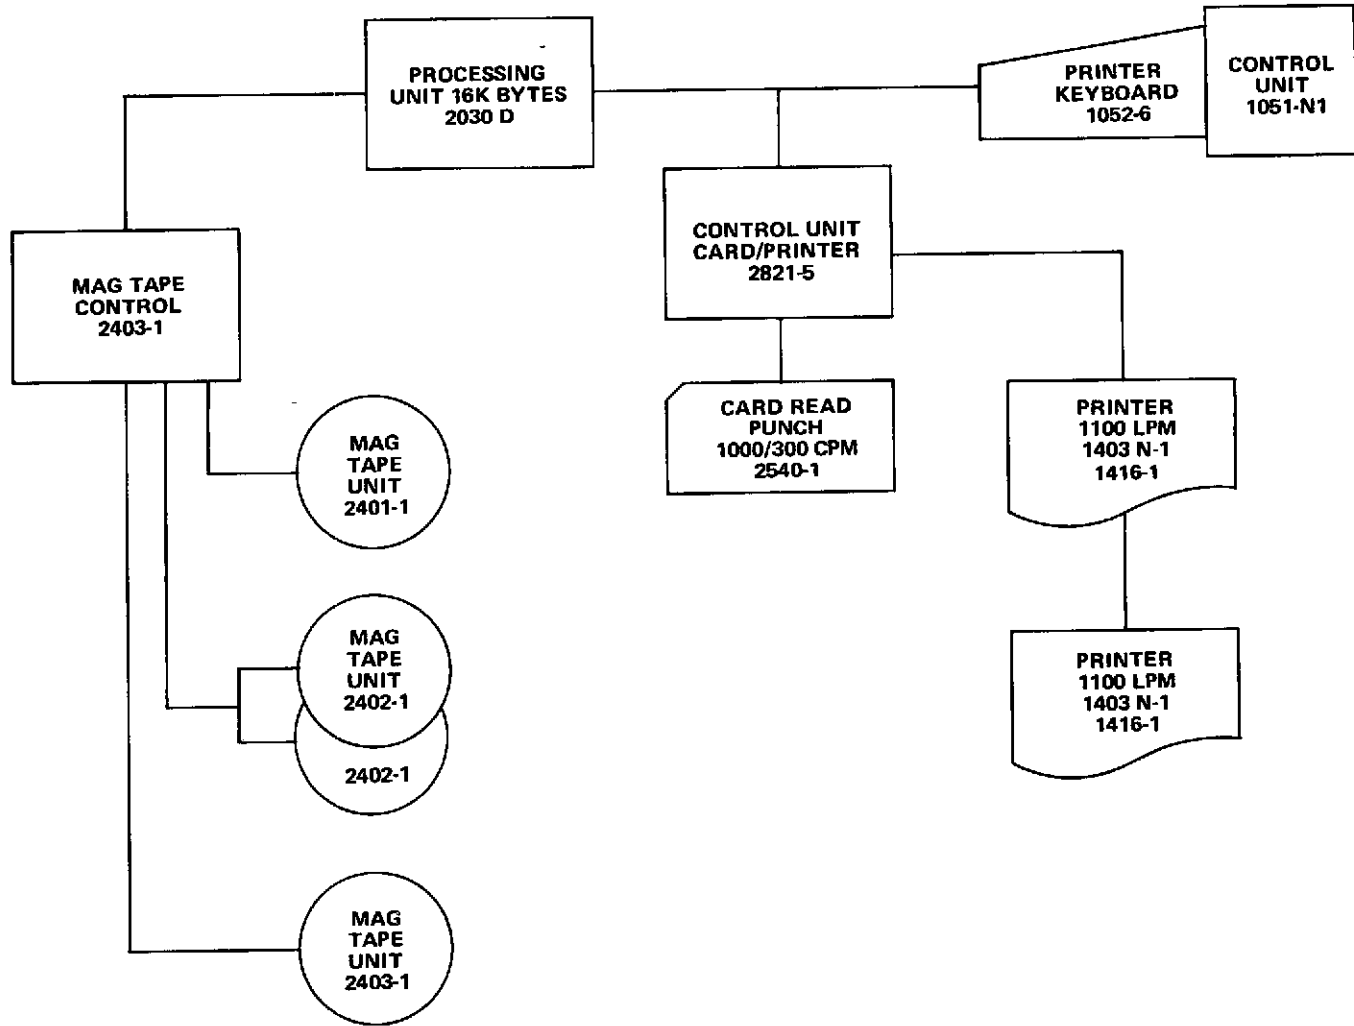 PROCESSING
UNIT 16K BYTES
2030 D
PRINTER
KEYBOARD
1052-6
CONTROL
UNIT
1051-N1
MAG TAPE
CONTROL
2403-1
CONTROL UNIT
CARD/PRINTER
2821-5
MAG
TAPE
UNIT
2401-1
CARD READ
PUNCH
1000/300 CPM
2540-1
PRINTER
1100 LPM
1403 N-1
1416-1
MAG
TAPE
UNIT
2402-1
2402-1
PRINTER
1100 LPM
1403 N-1
1416-1
MAG
TAPE
UNIT
2403-1